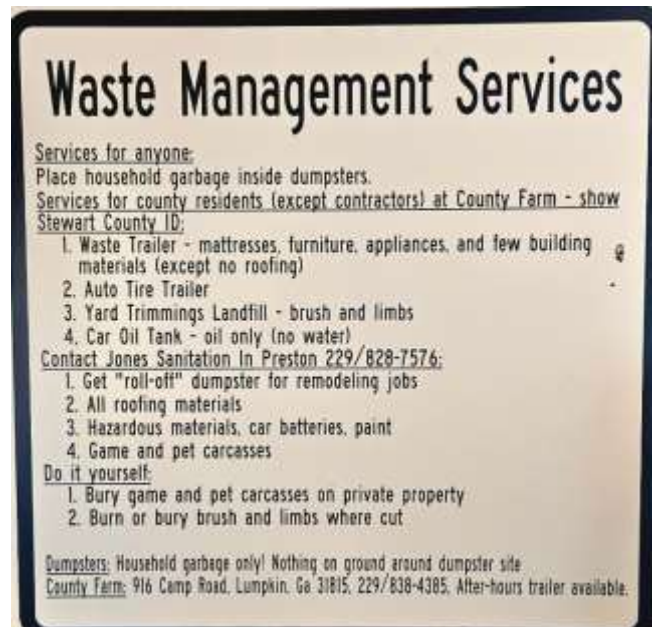 Waste Management Services
Services for anyone:
Place household garbage inside dumpsters.
Services for county residents (except contractors) at County Farm - show
Stewart County ID:
1. Waste Trailer - mattresses, furniture, appliances, and few building
materials (except no roofing)
2. Auto Tire Trailer
3. Yard Trimmings Landfill - brush and limbs
4. Car Oil Tank - oil only (no water)
Contact Jones Sanitation In Preston 229/828-7576:
1. Get "roll-off" dumpster for remodeling jobs
2. All roofing materials
3. Hazardous materials, car batteries, paint
4. Game and pet carcasses
Do it yourself:
1. Bury game and pet carcasses on private property
2. Burn or bury brush and limbs where cut
Dumpsters: Household garbage only! Nothing on ground around dumpster site
County Farm: 916 Camp Road, Lumpkin, Ga 31815, 229/838-4385, After-hours trailer available.